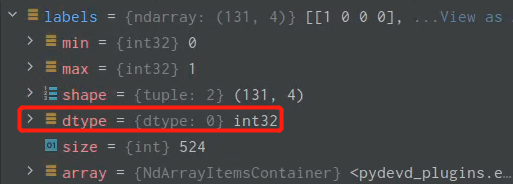 labels = {ndarray: (131, 4)} [[1 0 0 0], ...View as
min = {int32} 0
max = {int32} 1
shape = {tuple: 2} (131, 4)
dtype = {dtype: 0} int32
01 size = {int} 524
array = {NdArrayItemsContainer} <pydevd_plugins.e...